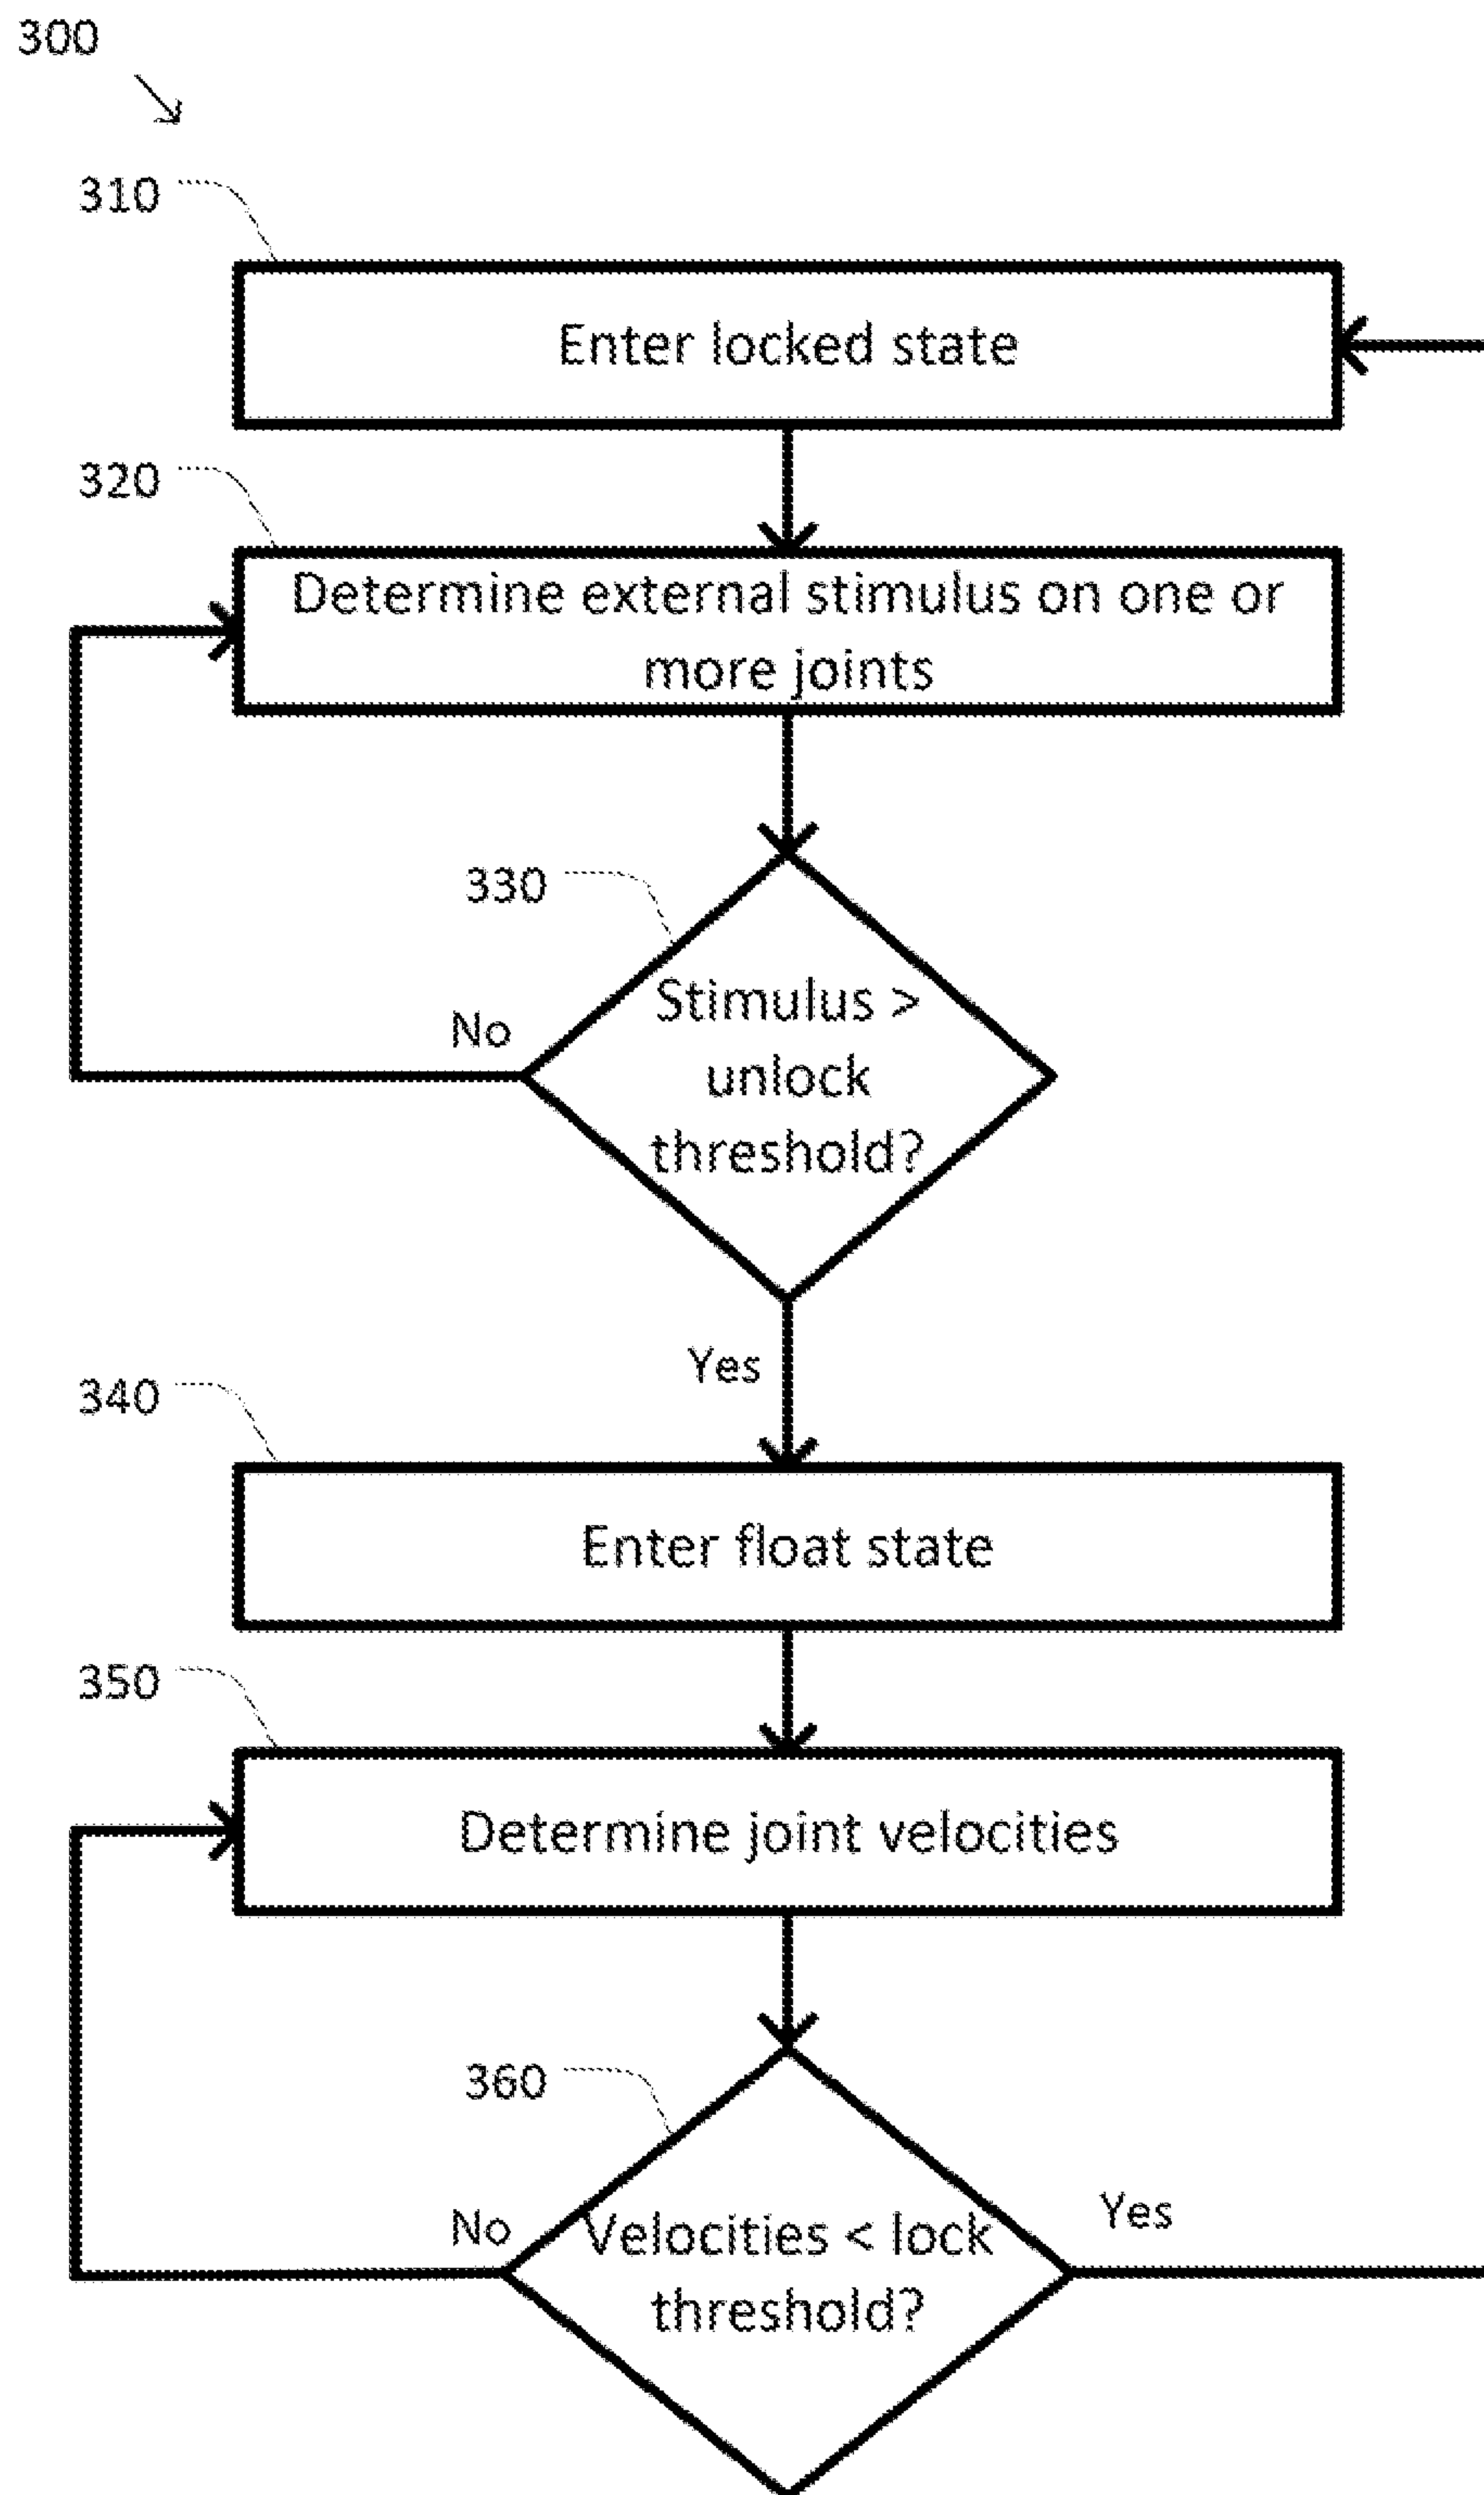 300
310
Enter locked state
320
Determine external stimulus on one or
more joints
330
Stimulus >
unlock
threshold?
No
Yes
340
Enter float state
350
Determine joint velocities
360
Velocities < lock
threshold?
No
Yes